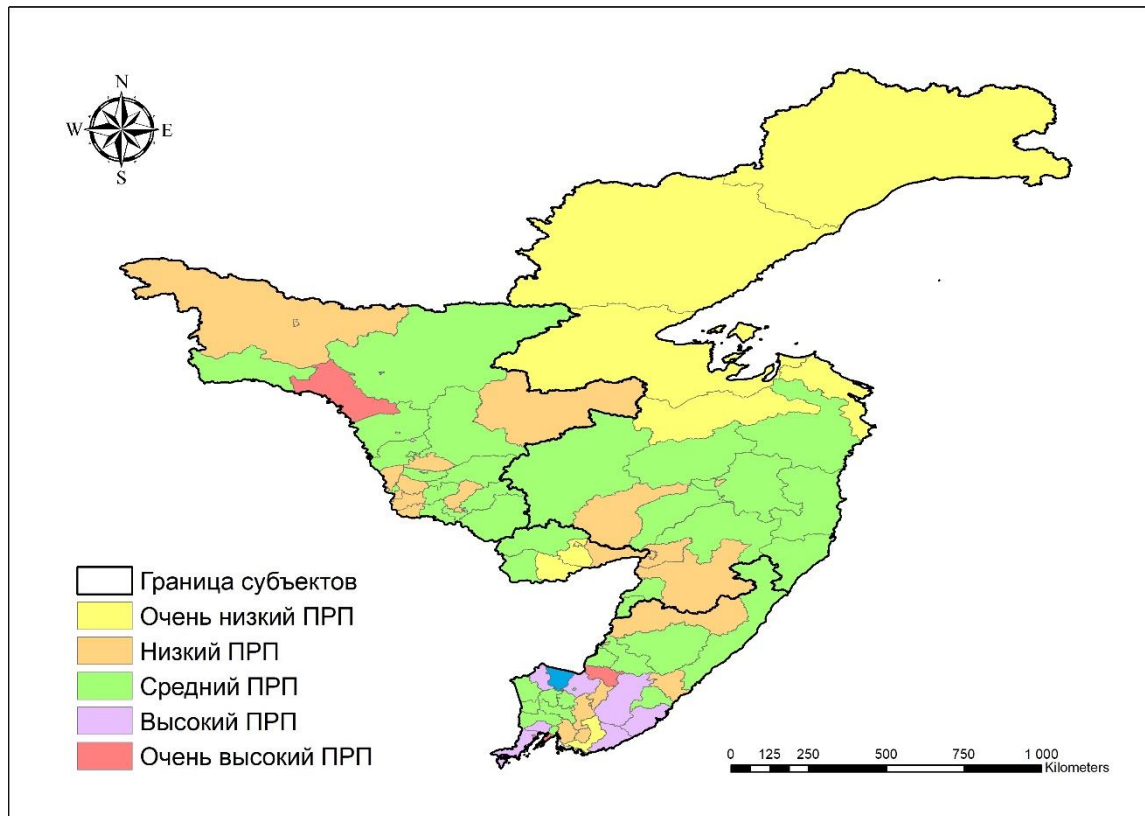 N
W E
S
Граница субъектов
Очень низкий ПРП
Низкий ПРП
Средний ПРП
Высокий ПРП
Очень высокий ПРП
0 125 250 500 750 1 000
Kilometers